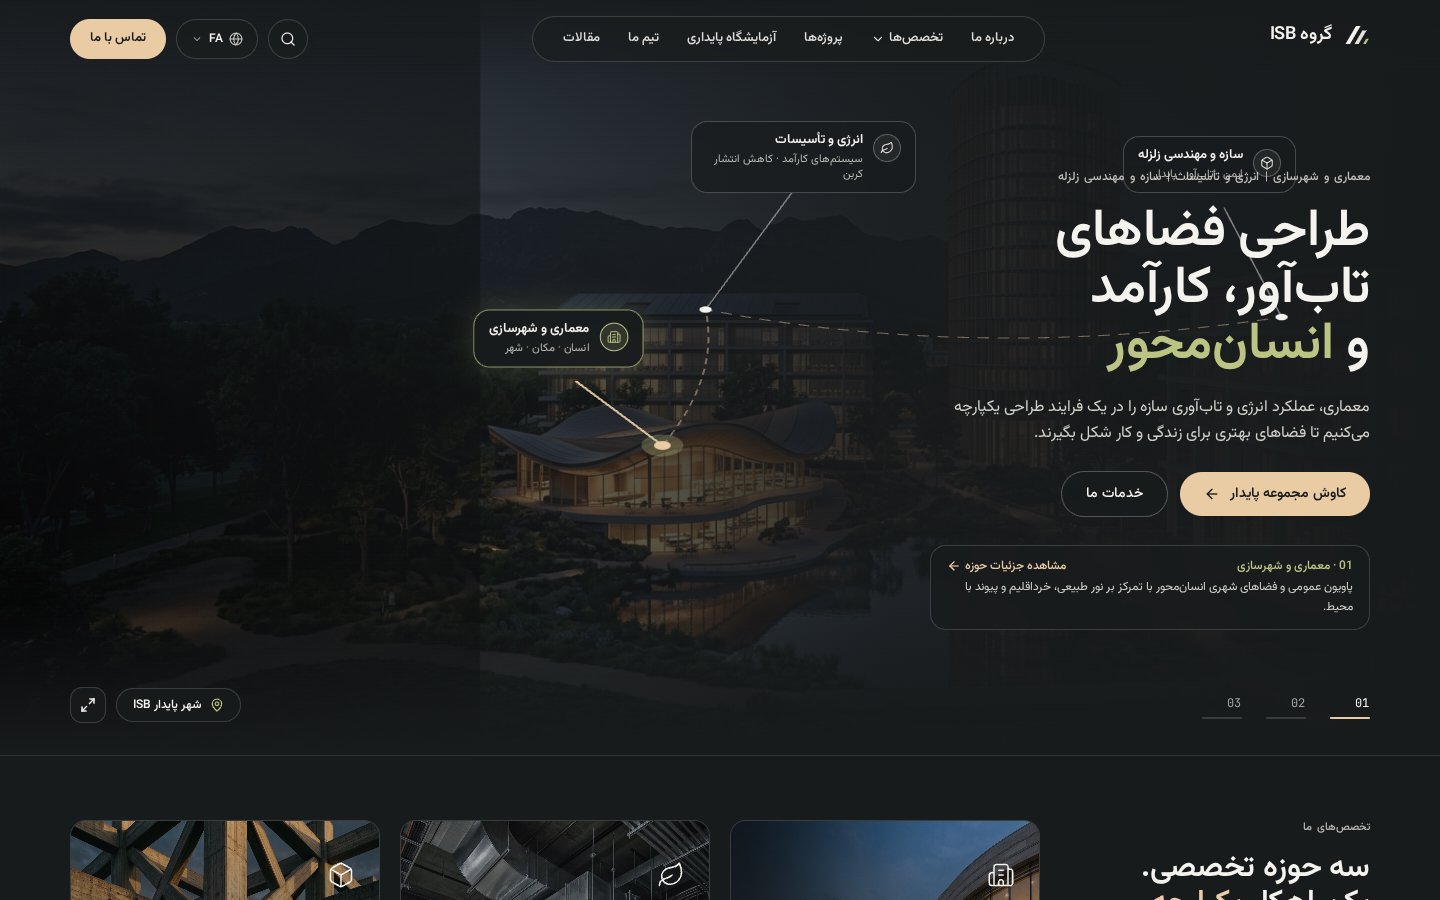 گروه ISB
درباره ما
تخصص‌ها
پروژه‌ها
آزمایشگاه پایداری
تیم ما
مقالات
FA
تماس با ما
سازه و مهندسی زلزله
معماری و شهرسازی | انرژی و تأسیسات | سازه و مهندسی زلزله
انرژی و تأسیسات
سیستم‌های کارآمد · کاهش انتشار
کربن
معماری و شهرسازی
انسان · مکان · شهر
طراحی فضاهای
تاب‌آور، کارآمد
و انسان‌محور
معماری، عملکرد انرژی و تاب‌آوری سازه را در یک فرایند طراحی یکپارچه
می‌کنیم تا فضاهای بهتری برای زندگی و کار شکل بگیرند.
کاوش مجموعه پایدار
خدمات ما
01 · معماری و شهرسازی
مشاهده جزئیات حوزه
پاویون عمومی و فضاهای شهری انسان‌محور با تمرکز بر نور طبیعی، خرداقلیم و پیوند با
محیط.
01
02
03
شهر پایدار ISB
تخصص‌های ما
سه حوزه تخصصی.